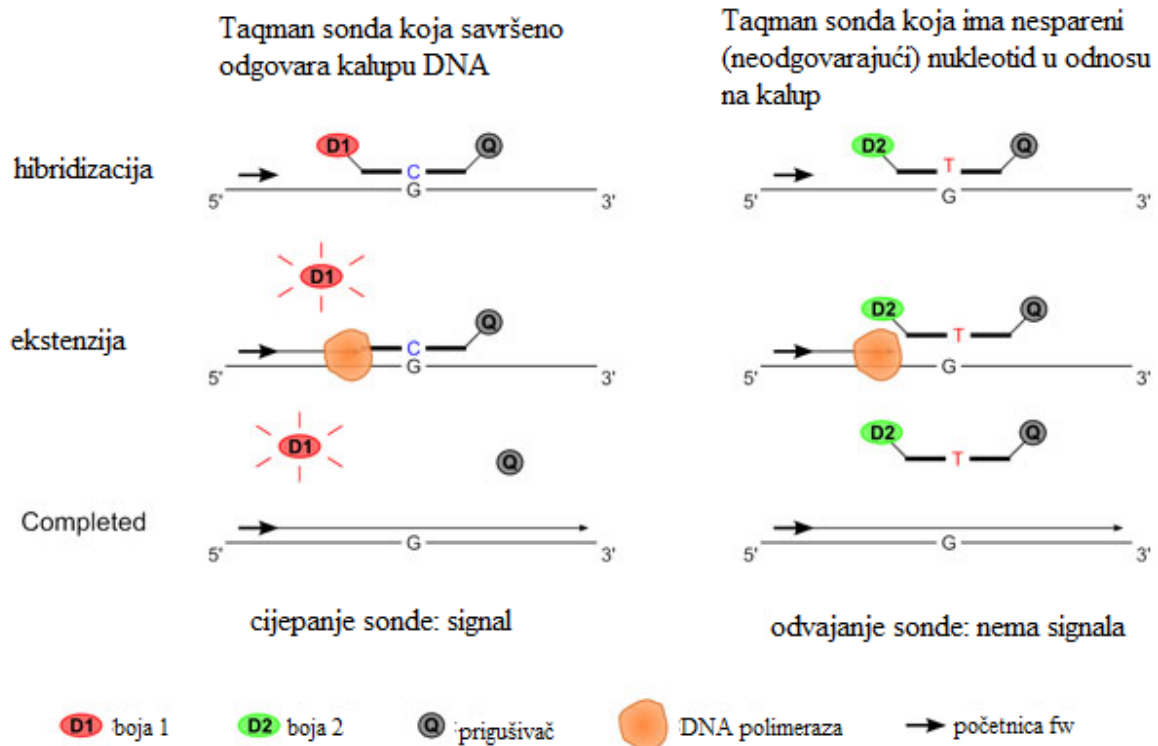 Taqman sonda koja savršeno
odgovara kalupu DNA
Taqman sonda koja ima nespareni
(neodgovarajući) nukleotid u odnosu
na kalup
hibridizacija
D1
C
Q
5'
G
3'
D2
T
Q
5'
G
3'
ekstenzija
D1
C
Q
5'
G
3'
D2
T
Q
5'
G
3'
Completed
D1
Q
5'
G
3'
D2
T
Q
5'
G
3'
cijepanje sonde: signal
odvajanje sonde: nema signala
D1 boja 1
D2 boja 2
Q prigušivač
DNA polimeraza
početnica fw